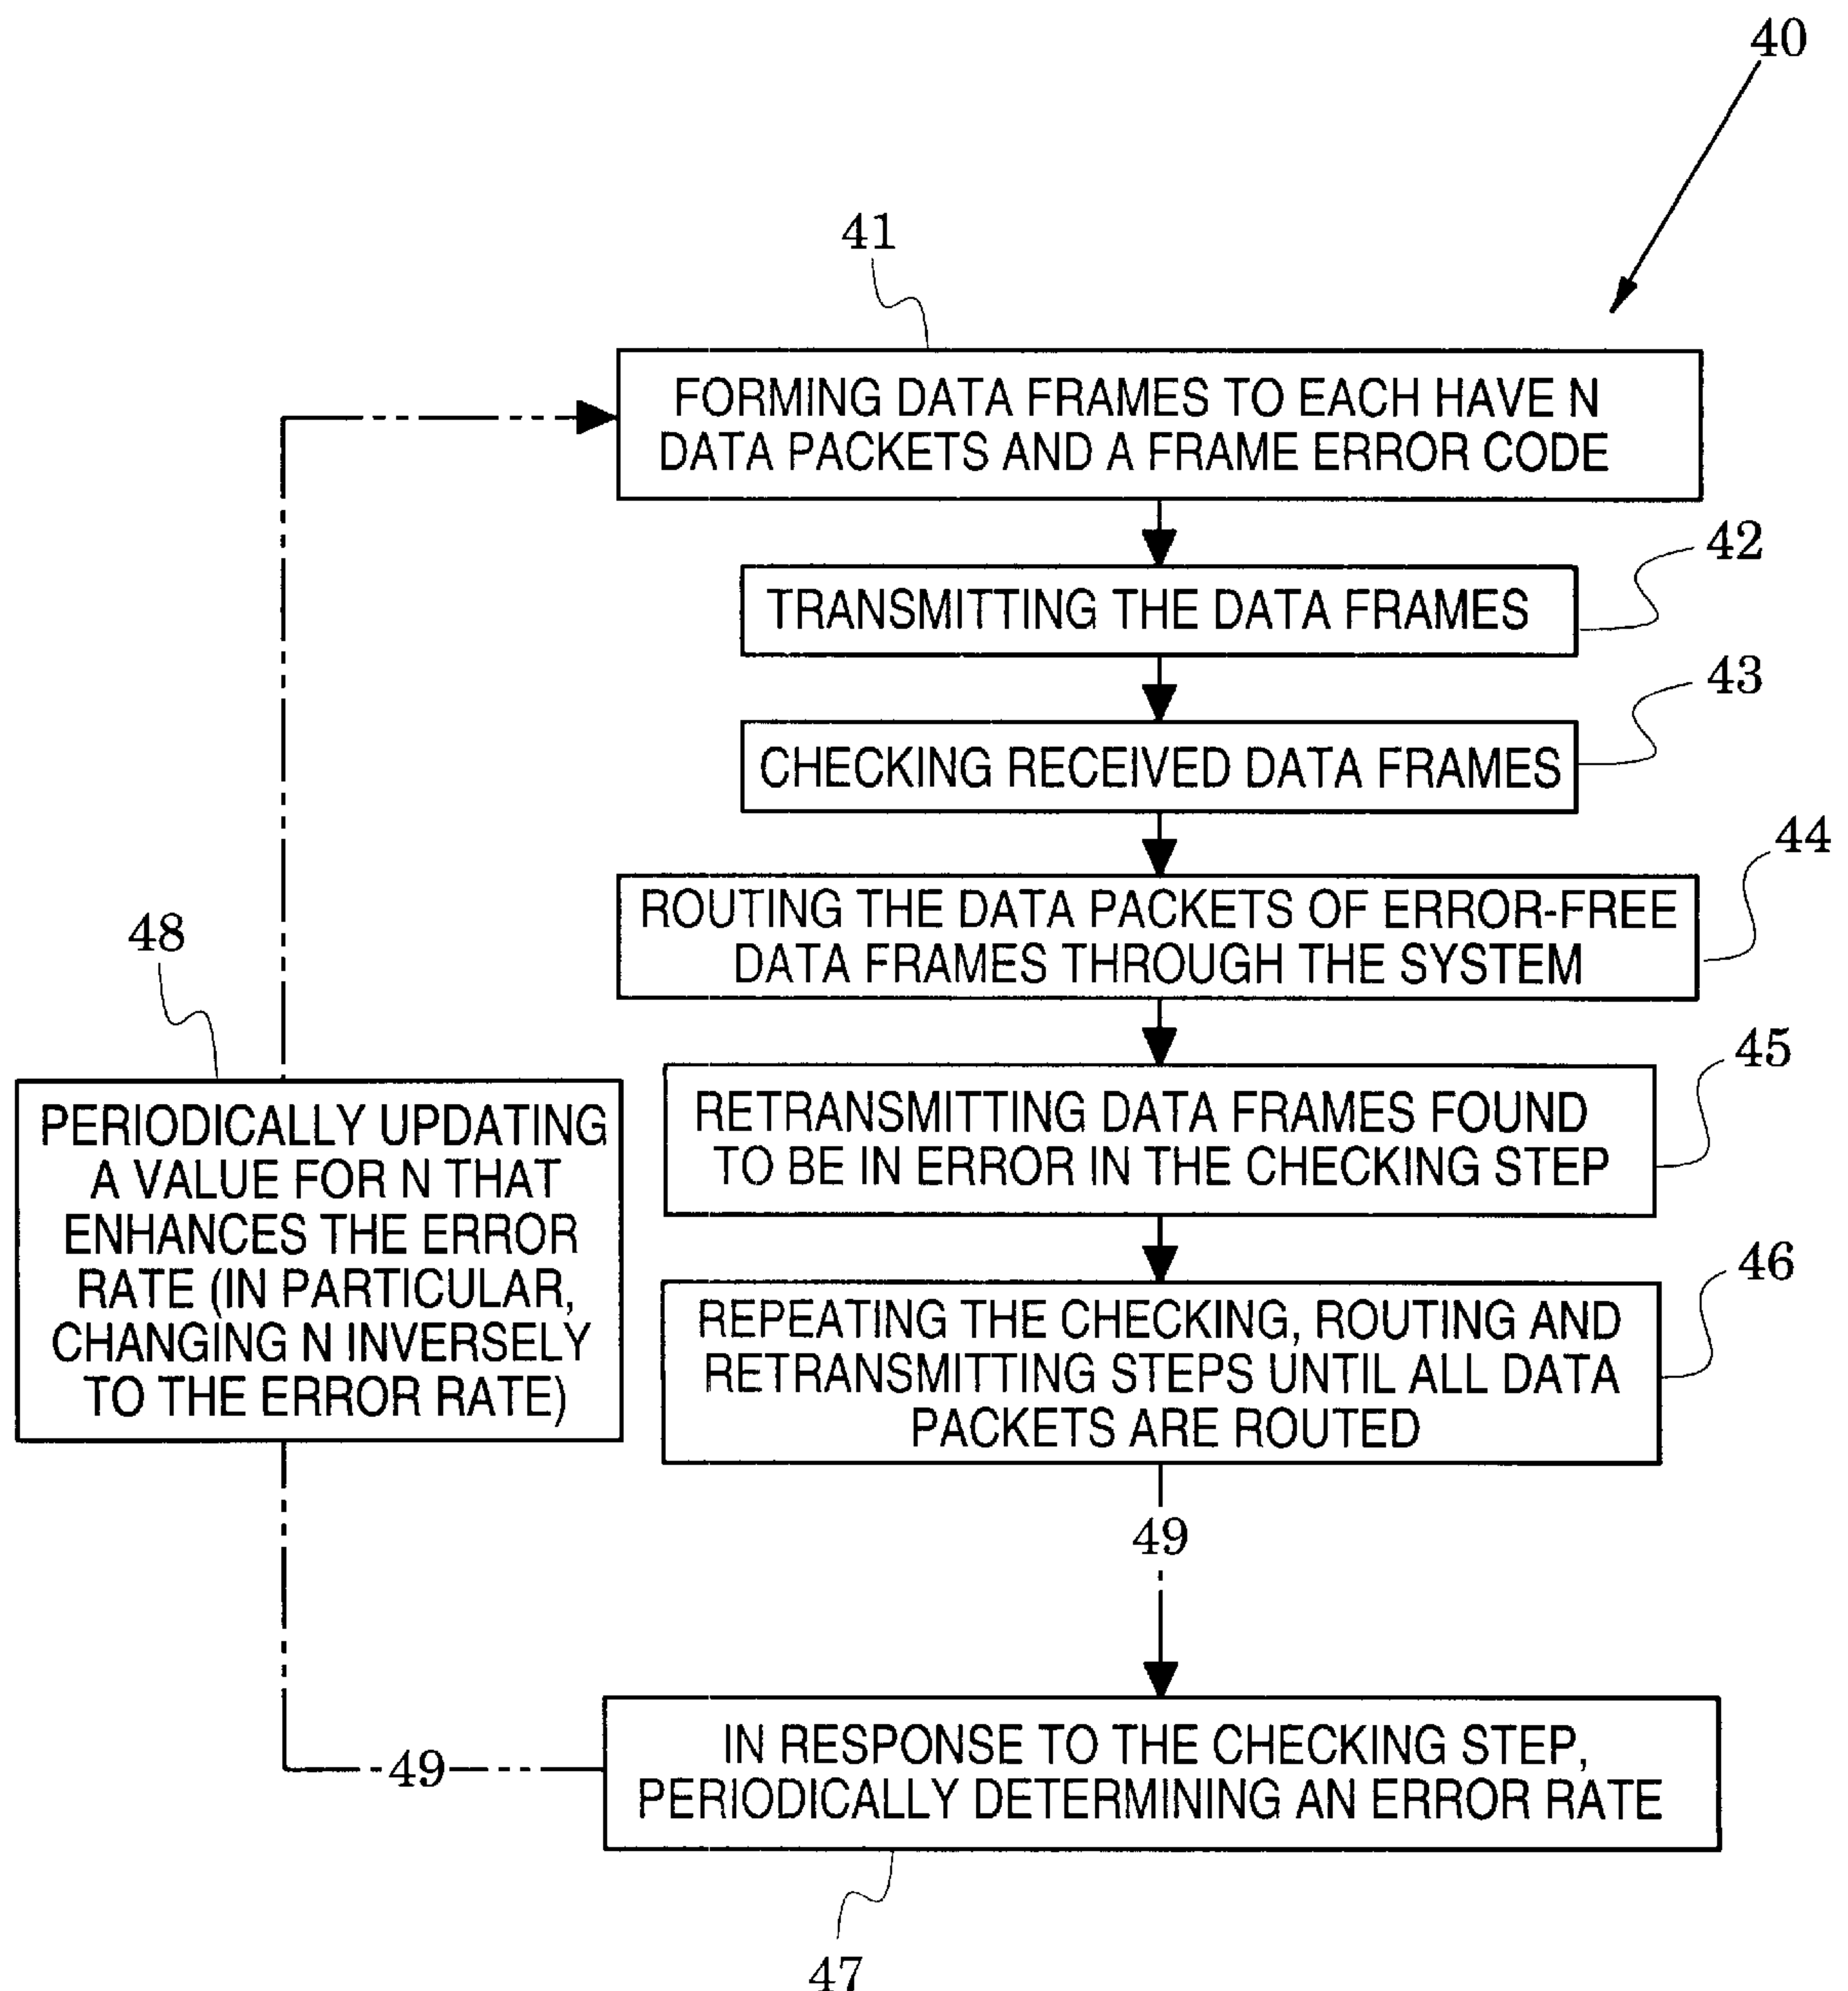 40
41
FORMING DATA FRAMES TO EACH HAVE N
DATA PACKETS AND A FRAME ERROR CODE
42
TRANSMITTING THE DATA FRAMES
43
CHECKING RECEIVED DATA FRAMES
44
ROUTING THE DATA PACKETS OF ERROR-FREE
DATA FRAMES THROUGH THE SYSTEM
45
RETRANSMITTING DATA FRAMES FOUND
TO BE IN ERROR IN THE CHECKING STEP
46
REPEATING THE CHECKING, ROUTING AND
RETRANSMITTING STEPS UNTIL ALL DATA
PACKETS ARE ROUTED
49
IN RESPONSE TO THE CHECKING STEP,
PERIODICALLY DETERMINING AN ERROR RATE
47
49
48
PERIODICALLY UPDATING
A VALUE FOR N THAT
ENHANCES THE ERROR
RATE (IN PARTICULAR,
CHANGING N INVERSELY
TO THE ERROR RATE)